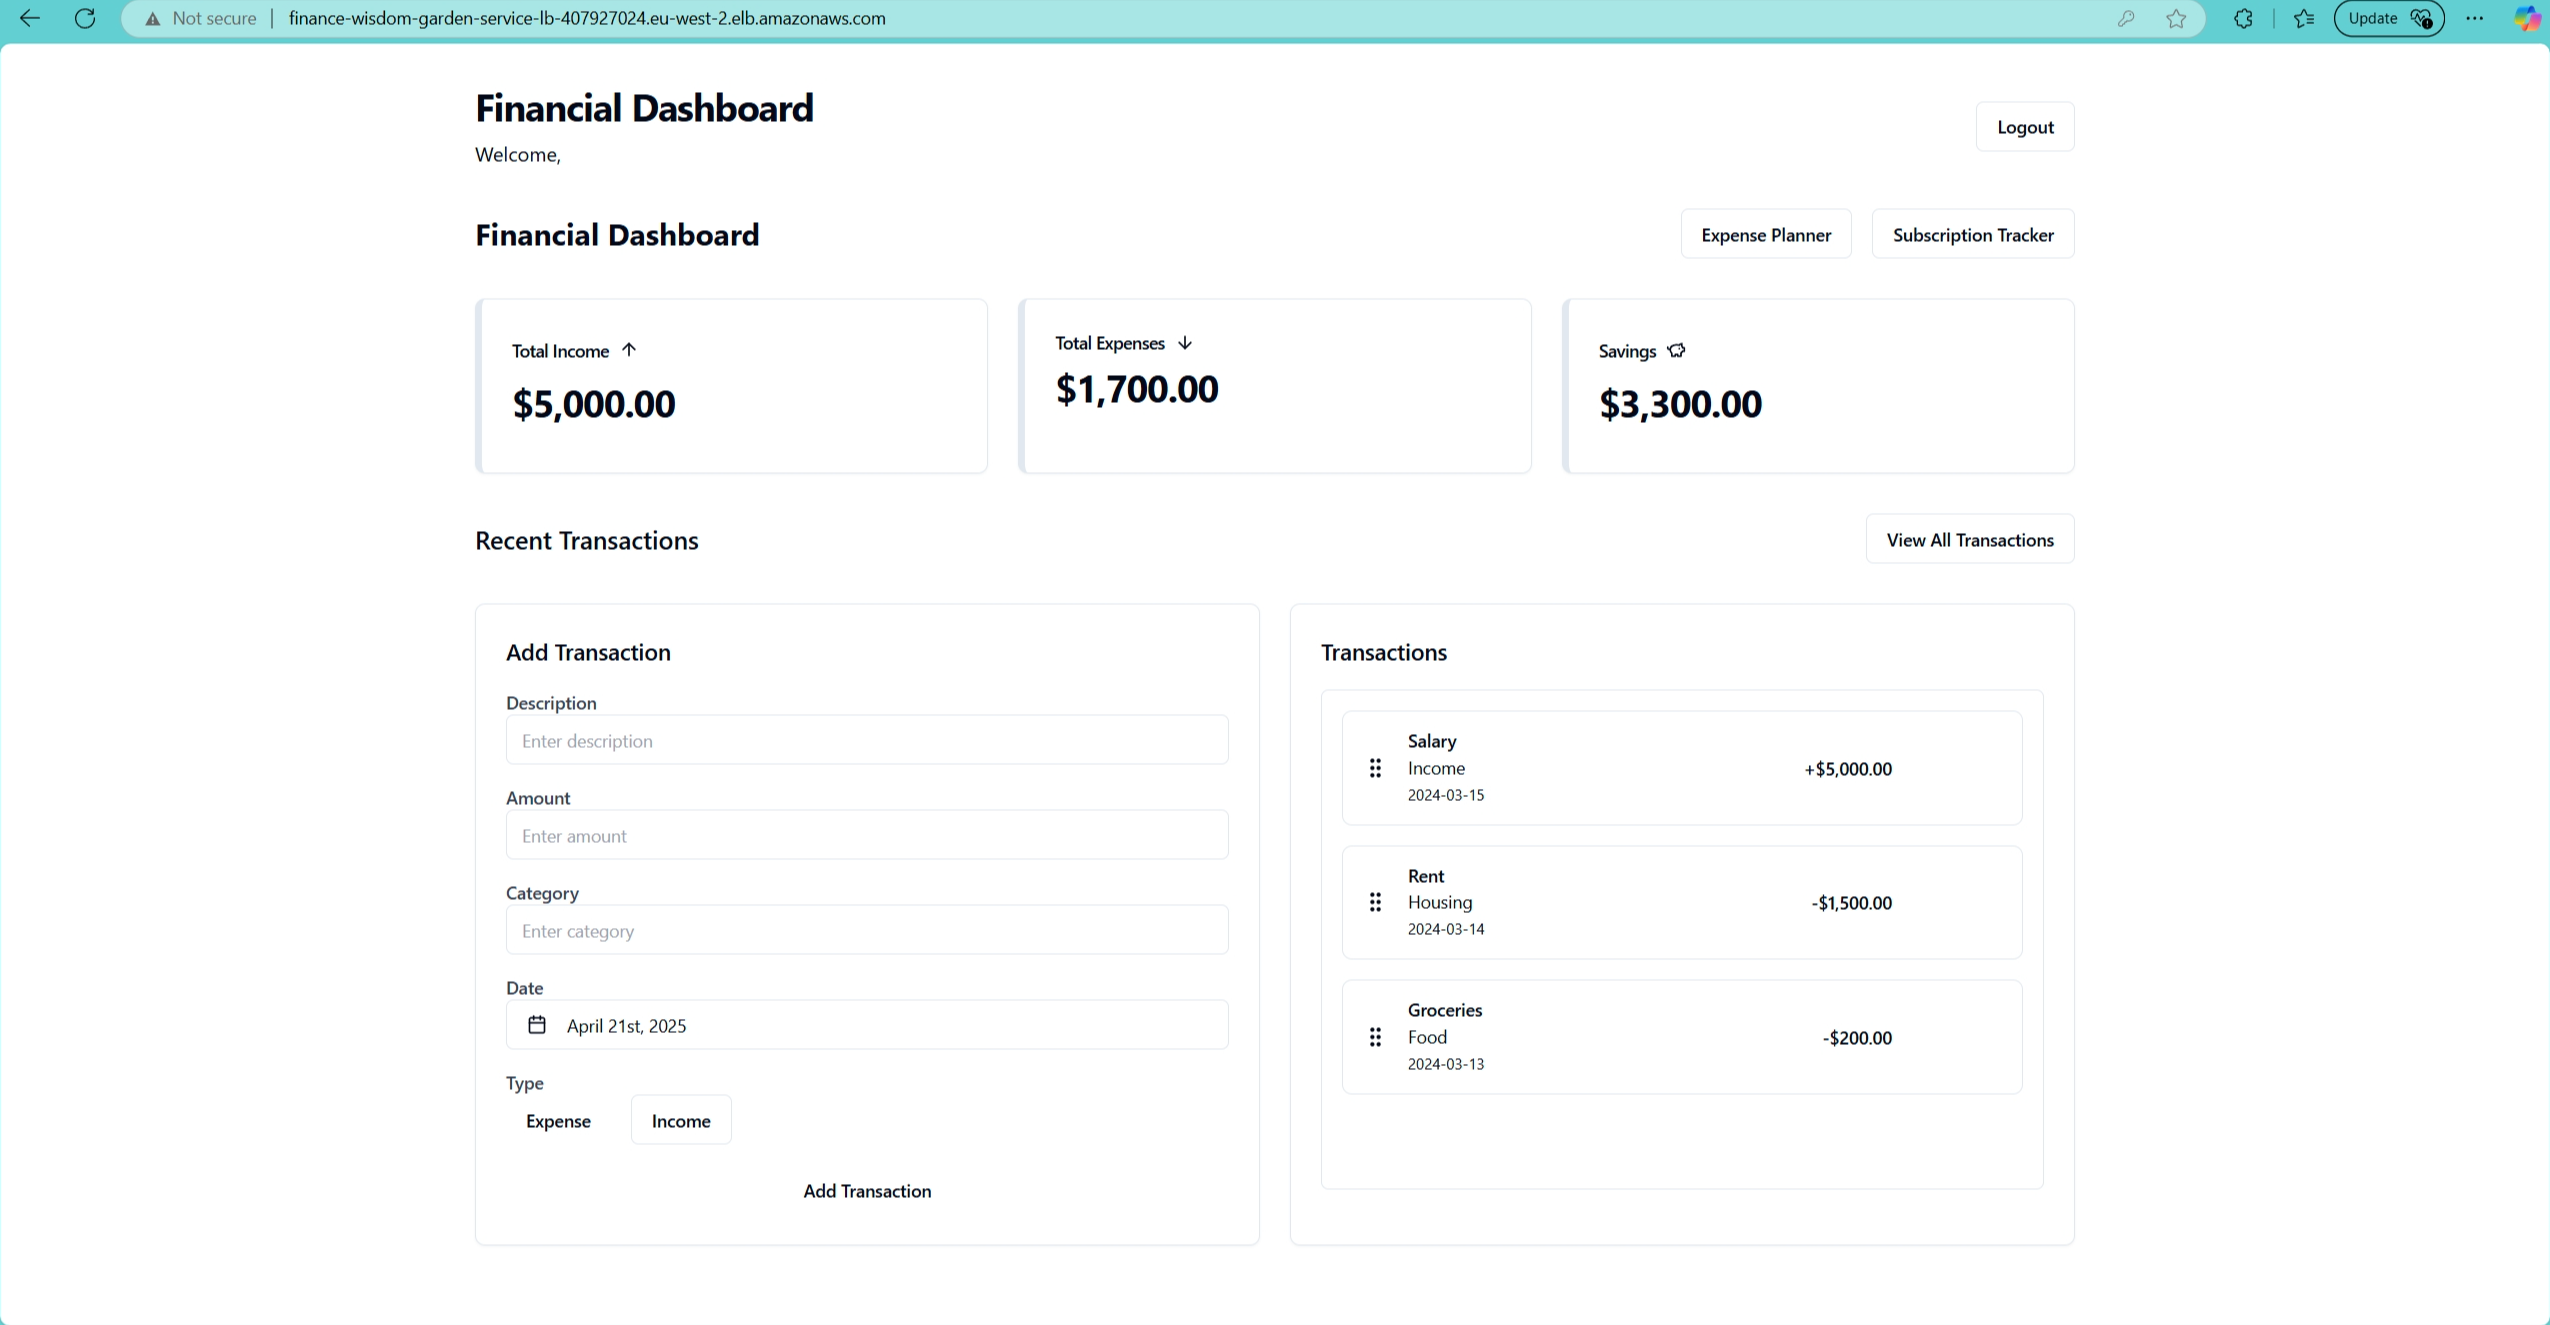 Not secure | finance-wisdom-garden-service-lb-407927024.eu-west-2.elb.amazonaws.com
Update
Financial Dashboard
Logout
Welcome,
Financial Dashboard
Expense Planner
Subscription Tracker
Total Income
Total Expenses
Savings
$5,000.00
$1,700.00
$3,300.00
Recent Transactions
View All Transactions
Add Transaction
Description
Enter description
Amount
Enter amount
Category
Enter category
Date
April 21st, 2025
Type
Expense
Income
Add Transaction
Transactions
Salary
Income
2024-03-15
+$5,000.00
Rent
Housing
2024-03-14
-$1,500.00
Groceries
Food
2024-03-13
-$200.00